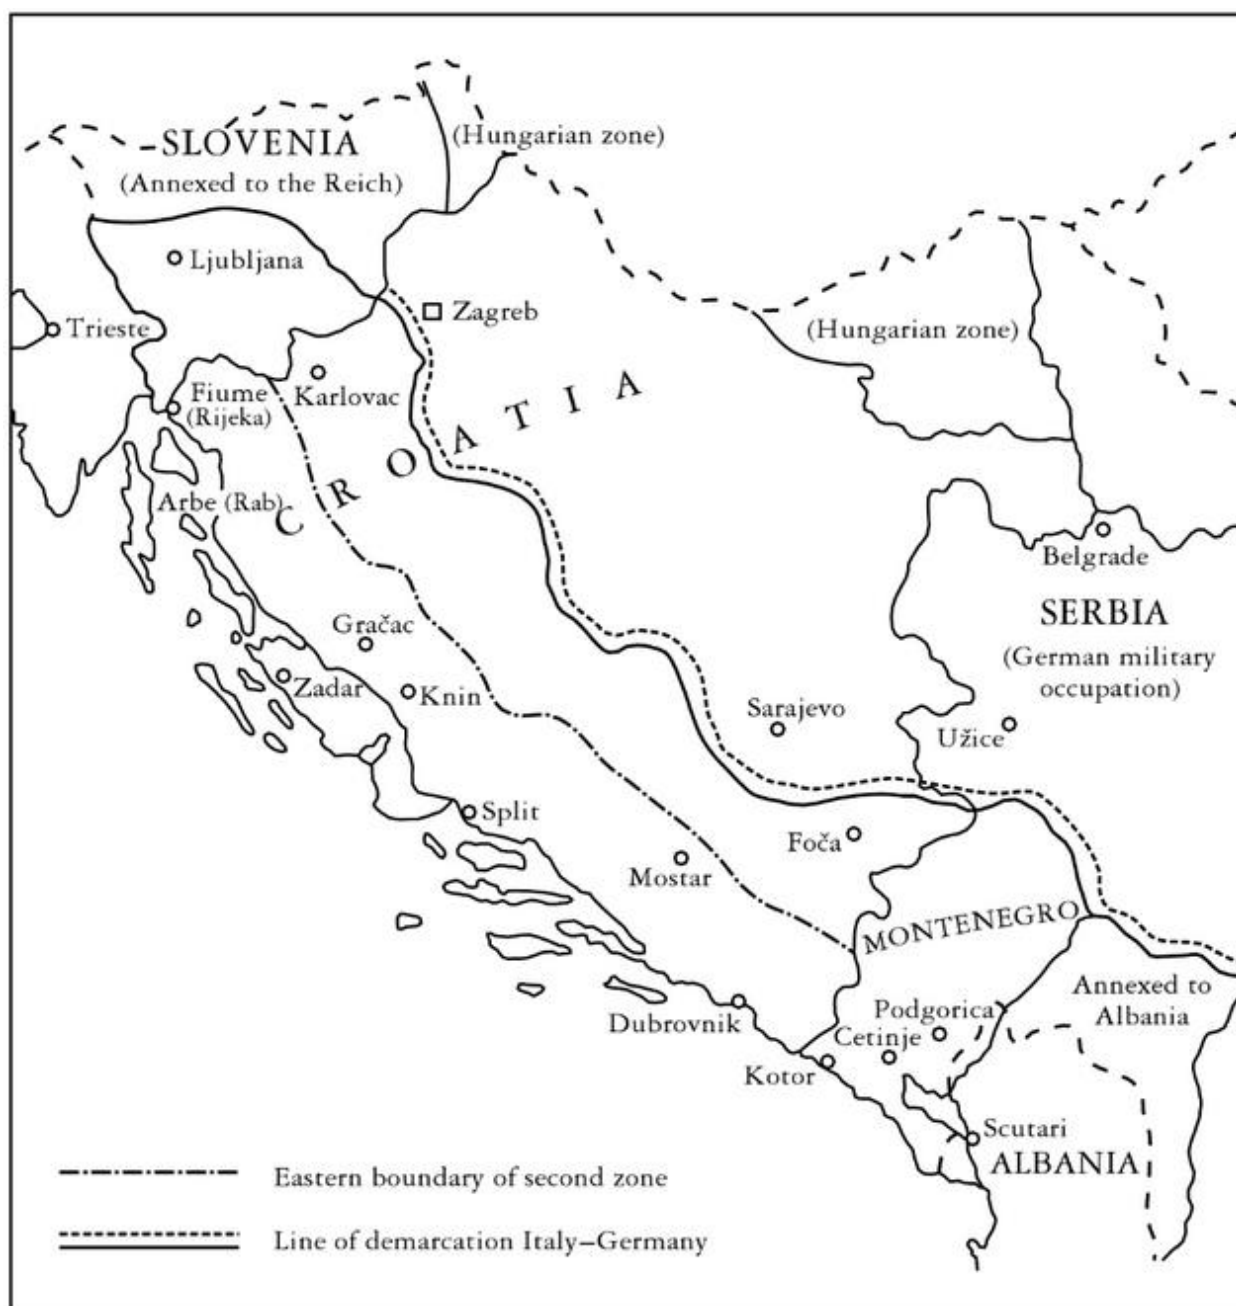 (Hungarian zone)
SLOVENIA
(Annexed to the Reich)
Ljubljana
Trieste
Zagreb
(Hungarian zone)
Fiume
(Rijeka)
Karlovac
CROATIA
Arbe (Rab)
Belgrade
SERBIA
(German military
occupation)
Gračac
Zadar
Knin
Sarajevo
Užice
Split
Foča
Mostar
MONTENEGRO
Annexed to
Albania
Dubrovnik
Podgorica
Cetinje
Kotor
Scutari
ALBANIA
Eastern boundary of second zone
Line of demarcation Italy–Germany